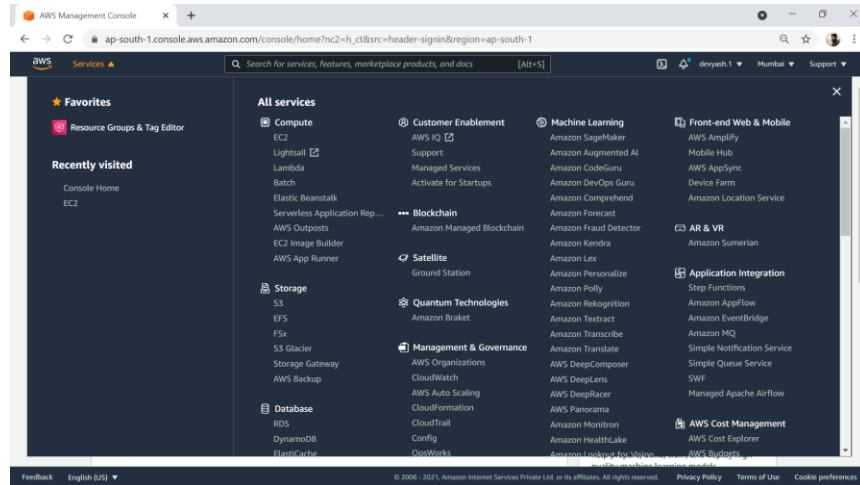 AWS Management Console
ap-south-1.console.aws.amazon.com/console/home?nc2=h_ct&src=header-signin&region=ap-south-1
aws
Services ▲
Search for services, features, marketplace products, and docs
[Alt+S]
devyash.1 ▼
Mumbai ▼
Support ▼
Favorites
Resource Groups & Tag Editor
Recently visited
Console Home
EC2
All services
Compute
EC2
Lightsail
Lambda
Batch
Elastic Beanstalk
Serverless Application Rep...
AWS Outposts
EC2 Image Builder
AWS App Runner
Storage
S3
EFS
FSx
S3 Glacier
Storage Gateway
AWS Backup
Database
RDS
DynamoDB
ElastiCache
Customer Enablement
AWS IQ
Support
Managed Services
Activate for Startups
Blockchain
Amazon Managed Blockchain
Satellite
Ground Station
Quantum Technologies
Amazon Braket
Management & Governance
AWS Organizations
CloudWatch
AWS Auto Scaling
CloudFormation
CloudTrail
Config
OpsWorks
Machine Learning
Amazon SageMaker
Amazon Augmented AI
Amazon CodeGuru
Amazon DevOps Guru
Amazon Comprehend
Amazon Forecast
Amazon Fraud Detector
Amazon Kendra
Amazon Lex
Amazon Personalize
Amazon Polly
Amazon Rekognition
Amazon Textract
Amazon Transcribe
Amazon Translate
AWS DeepComposer
AWS DeepLens
AWS DeepRacer
AWS Panorama
Amazon Monitron
Amazon HealthLake
Amazon Lookout for Vision
Front-end Web & Mobile
AWS Amplify
Mobile Hub
AWS AppSync
Device Farm
Amazon Location Service
AR & VR
Amazon Sumerian
Application Integration
Step Functions
Amazon AppFlow
Amazon EventBridge
Amazon MQ
Simple Notification Service
Simple Queue Service
SWF
Managed Apache Airflow
AWS Cost Management
AWS Cost Explorer
AWS Budgets
quality machine learning models
Feedback
English (US) ▼
© 2008 - 2021, Amazon Internet Services Private Ltd. or its affiliates. All rights reserved.
Privacy Policy
Terms of Use
Cookie preferences